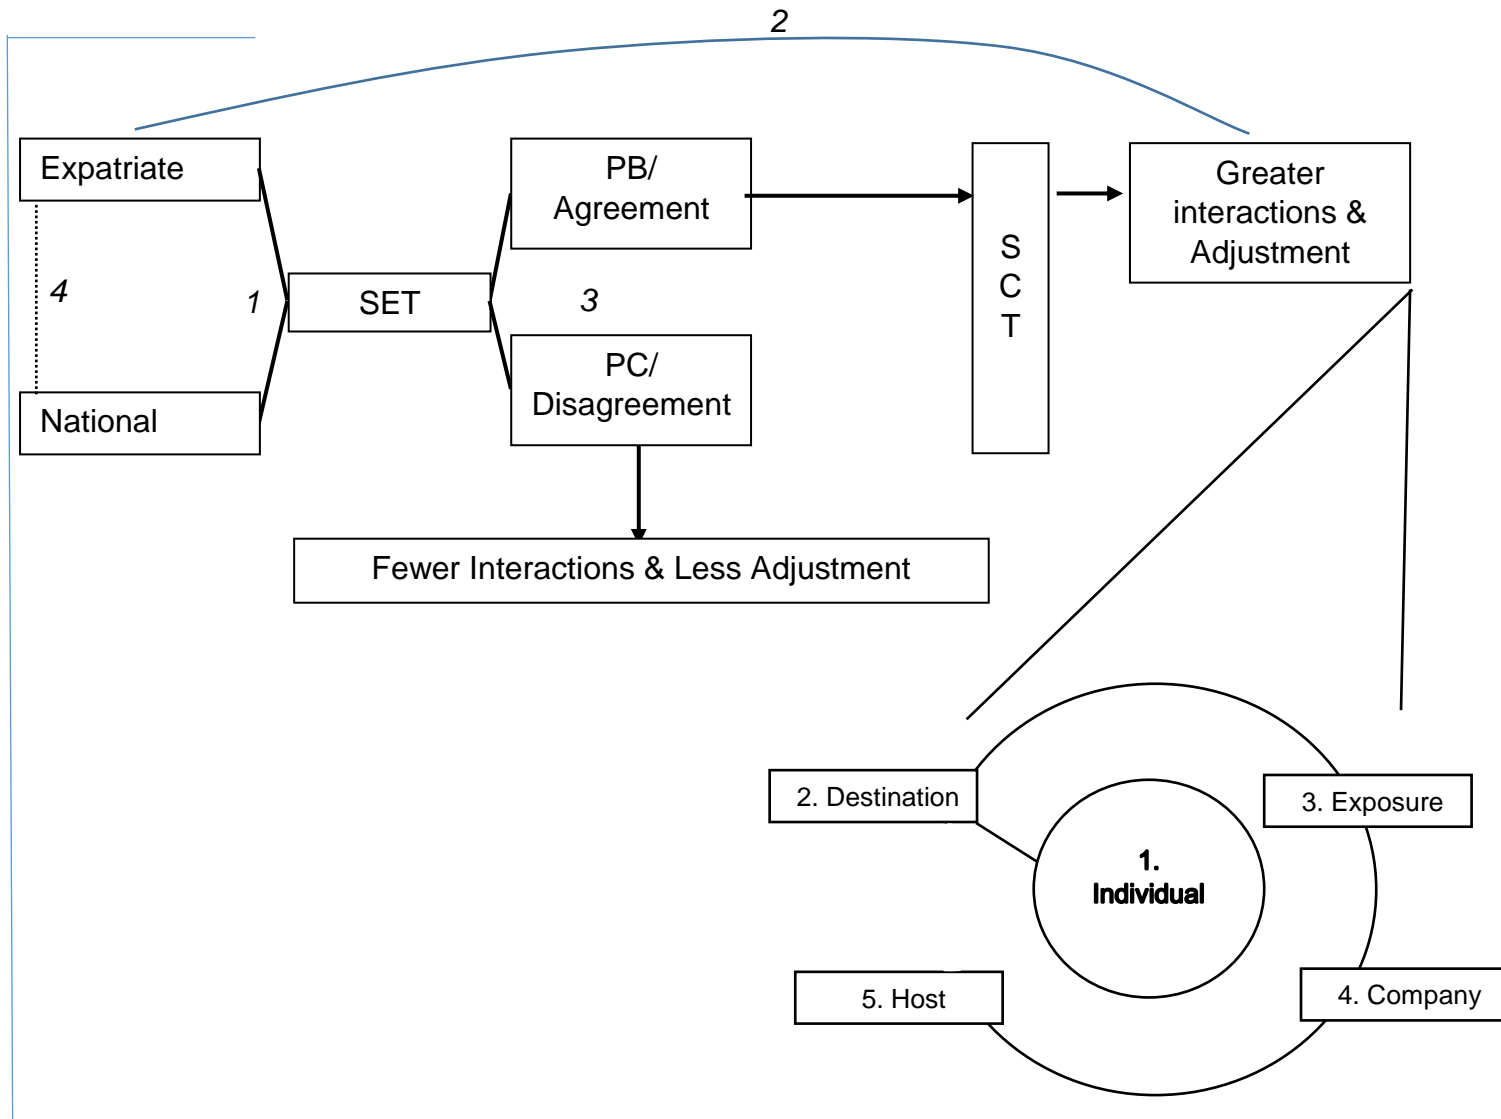 2
Expatriate
PB/
Agreement
Greater
interactions &
Adjustment
S
C
T
4
1
SET
3
National
PC/
Disagreement
Fewer Interactions & Less Adjustment
2. Destination
3. Exposure
1.
Individual
5. Host
4. Company